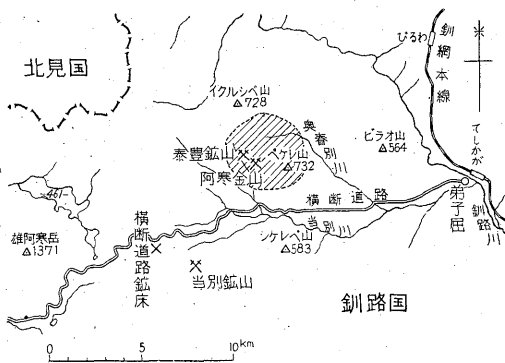 北見国
イクルシベ山
△728
奥春別川
泰豊鉱山
ペケレ山
△732
阿寒金山
ビラオ山
△564
びるわ
釧網本線
てしかが
弟子屈
釧路川
横断道路
当別川
シケレペ山
△583
461
雄阿寒岳
△1371
横断道路鉱床
当別鉱山
釧路国
0 5 10km